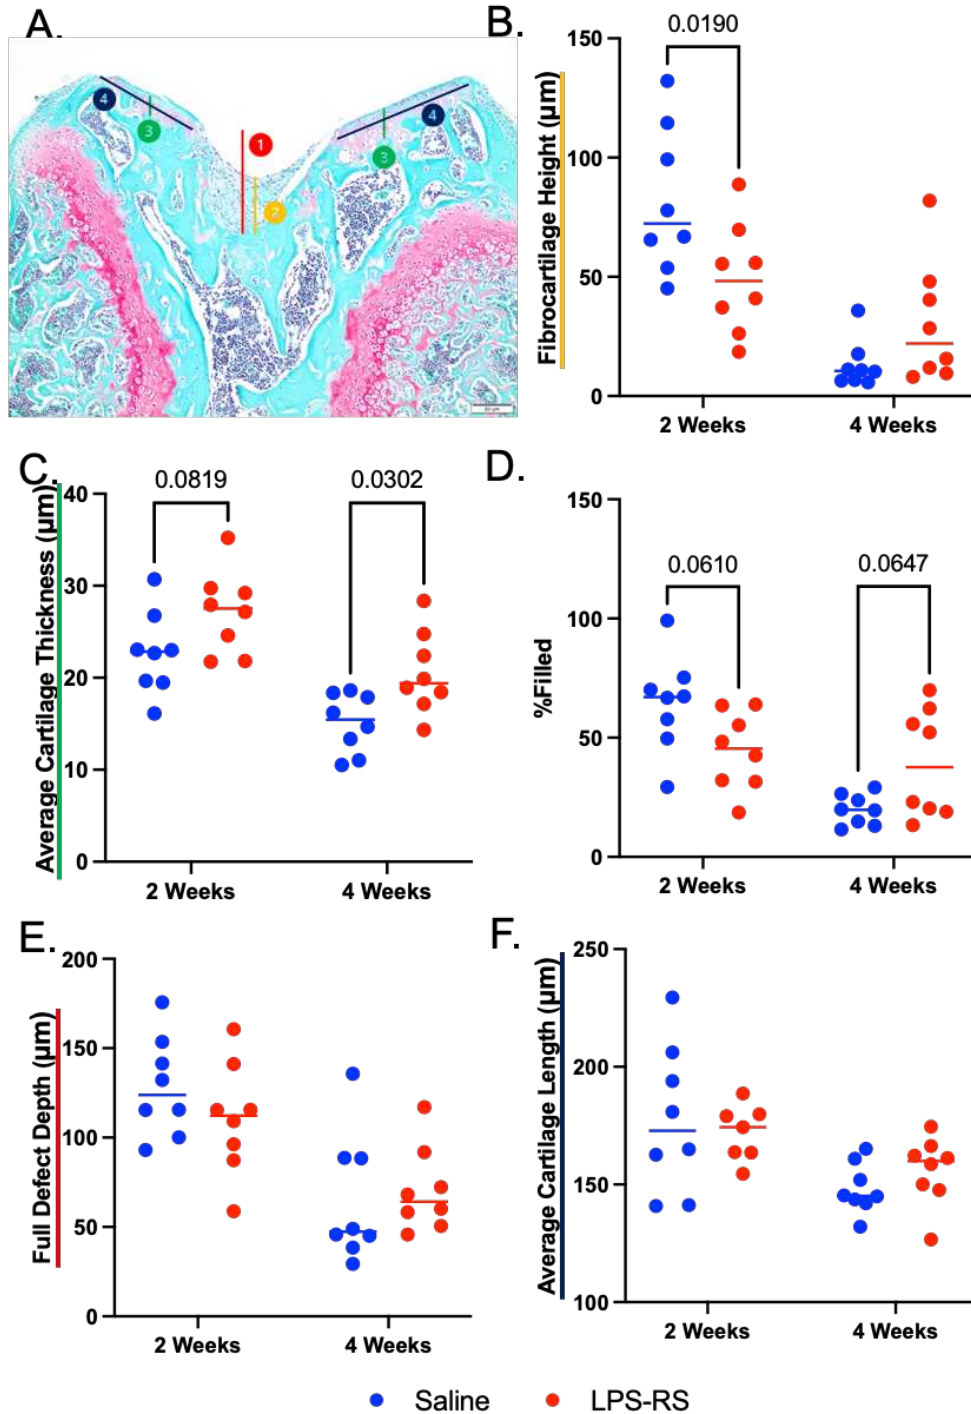 A.
1
2
3
4
3
4
B.
Fibrocartilage Height (µm)
0.0190
150
100
50
0
2 Weeks
4 Weeks
C.
Average Cartilage Thickness (µm)
0.0819
0.0302
40
30
20
10
0
2 Weeks
4 Weeks
D.
%Filled
0.0610
0.0647
150
100
50
0
2 Weeks
4 Weeks
E.
Full Defect Depth (µm)
200
150
100
50
0
2 Weeks
4 Weeks
F.
Average Cartilage Length (µm)
250
200
150
100
2 Weeks
4 Weeks
Saline
LPS-RS